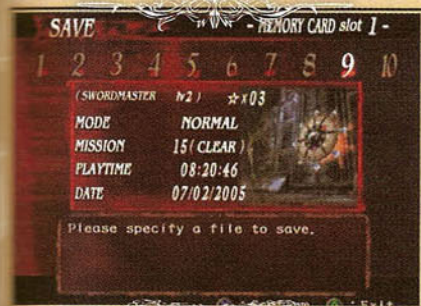 SAVE - MEMORY CARD slot 1 -
1 2 3 4 5 6 7 8 9 10
(SWORDMASTER lv2) ☆×03
MODE NORMAL
MISSION 15(CLEAR)
PLAYTIME 08:20:46
DATE 07/02/2005
Please specify a file to save.
: Exit